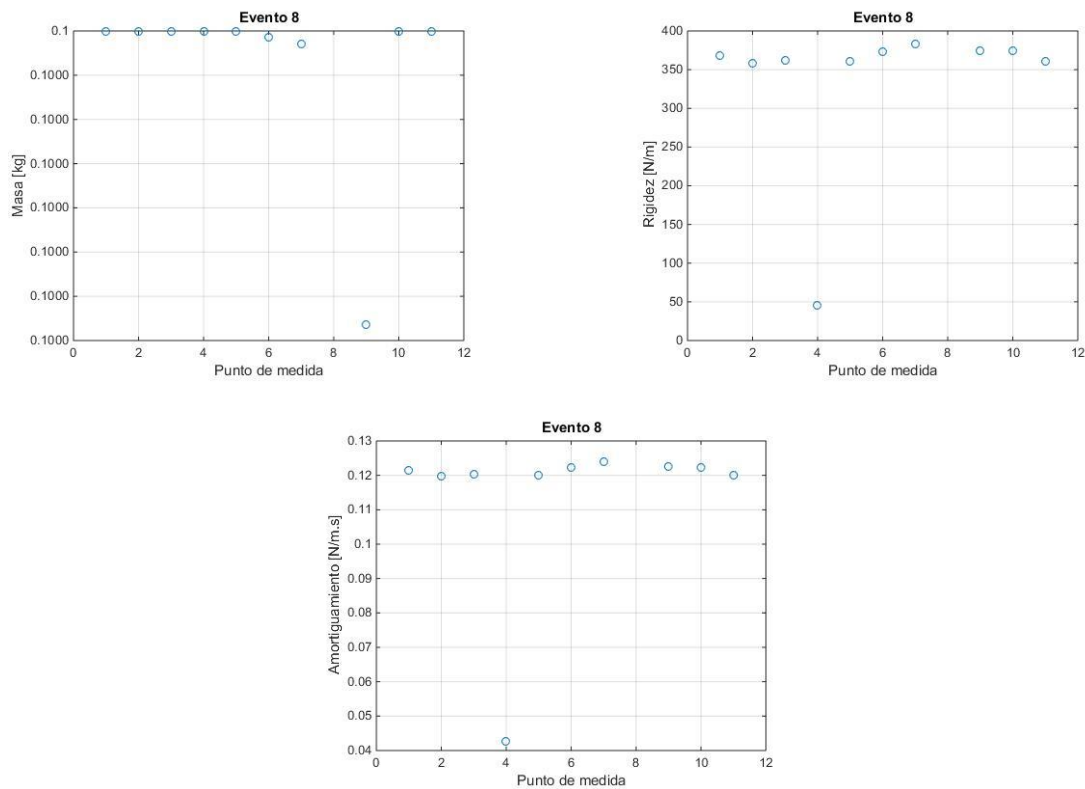 Evento 8
0.1
0.1000
0.1000
0.1000
0.1000
0.1000
0.1000
0.1000
Masa [kg]
0 2 4 6 8 10 12
Punto de medida
Evento 8
400
350
300
250
200
150
100
50
0
Rigidez [N/m]
0 2 4 6 8 10 12
Punto de medida
Evento 8
0.13
0.12
0.11
0.1
0.09
0.08
0.07
0.06
0.05
0.04
Amortiguamiento [N/m.s]
0 2 4 6 8 10 12
Punto de medida